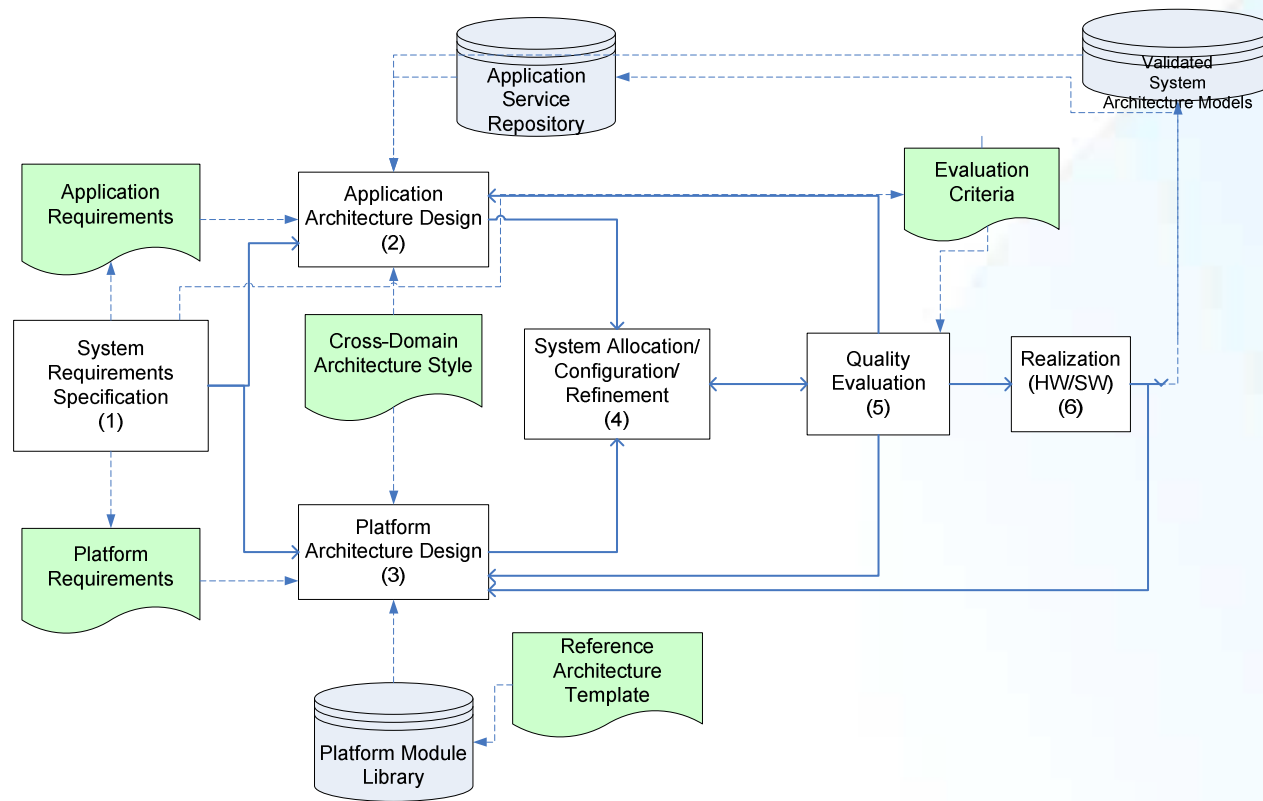 Application
Service
Repository
Validated
System
Architecture Models
Application
Requirements
Application
Architecture Design
(2)
Evaluation
Criteria
System
Requirements
Specification
(1)
Cross-Domain
Architecture Style
System Allocation/
Configuration/
Refinement
(4)
Quality
Evaluation
(5)
Realization
(HW/SW)
(6)
Platform
Requirements
Platform
Architecture Design
(3)
Reference
Architecture
Template
Platform Module
Library